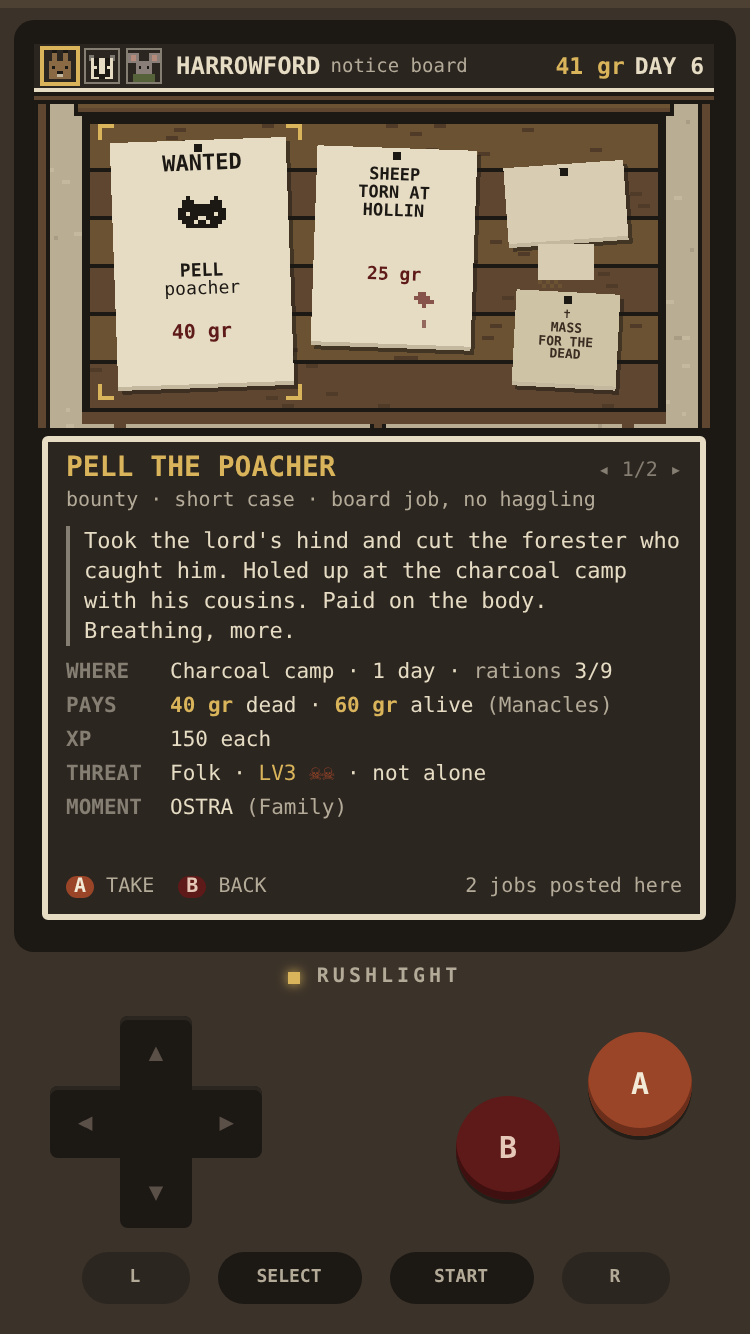 HARROWFORD notice board 41 gr DAY 6
WANTED
PELL
poacher
40 gr
SHEEP
TORN AT
HOLLIN
25 gr
†
MASS
FOR THE
DEAD
PELL THE POACHER ◂ 1/2 ▸
bounty · short case · board job, no haggling
Took the lord's hind and cut the forester who
caught him. Holed up at the charcoal camp
with his cousins. Paid on the body.
Breathing, more.
WHERE Charcoal camp · 1 day · rations 3/9
PAYS 40 gr dead · 60 gr alive (Manacles)
XP 150 each
THREAT Folk · LV3 ☠☠ · not alone
MOMENT OSTRA (Family)
A TAKE B BACK 2 jobs posted here
RUSHLIGHT
▲
◀ ▶
▼
A
B
L SELECT START R